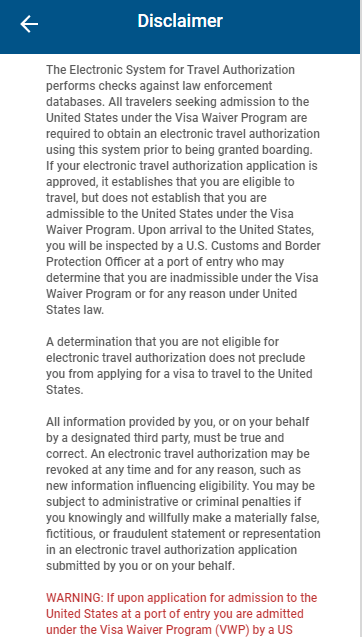 Disclaimer
The Electronic System for Travel Authorization
performs checks against law enforcement
databases. All travelers seeking admission to the
United States under the Visa Waiver Program are
required to obtain an electronic travel authorization
using this system prior to being granted boarding.
If your electronic travel authorization application is
approved, it establishes that you are eligible to
travel, but does not establish that you are
admissible to the United States under the Visa
Waiver Program. Upon arrival to the United States,
you will be inspected by a U.S. Customs and Border
Protection Officer at a port of entry who may
determine that you are inadmissible under the Visa
Waiver Program or for any reason under United
States law.
A determination that you are not eligible for
electronic travel authorization does not preclude
you from applying for a visa to travel to the United
States.
All information provided by you, or on your behalf
by a designated third party, must be true and
correct. An electronic travel authorization may be
revoked at any time and for any reason, such as
new information influencing eligibility. You may be
subject to administrative or criminal penalties if
you knowingly and willfully make a materially false,
fictitious, or fraudulent statement or representation
in an electronic travel authorization application
submitted by you or on your behalf.
WARNING: If upon application for admission to the
United States at a port of entry you are admitted
under the Visa Waiver Program (VWP) by a US